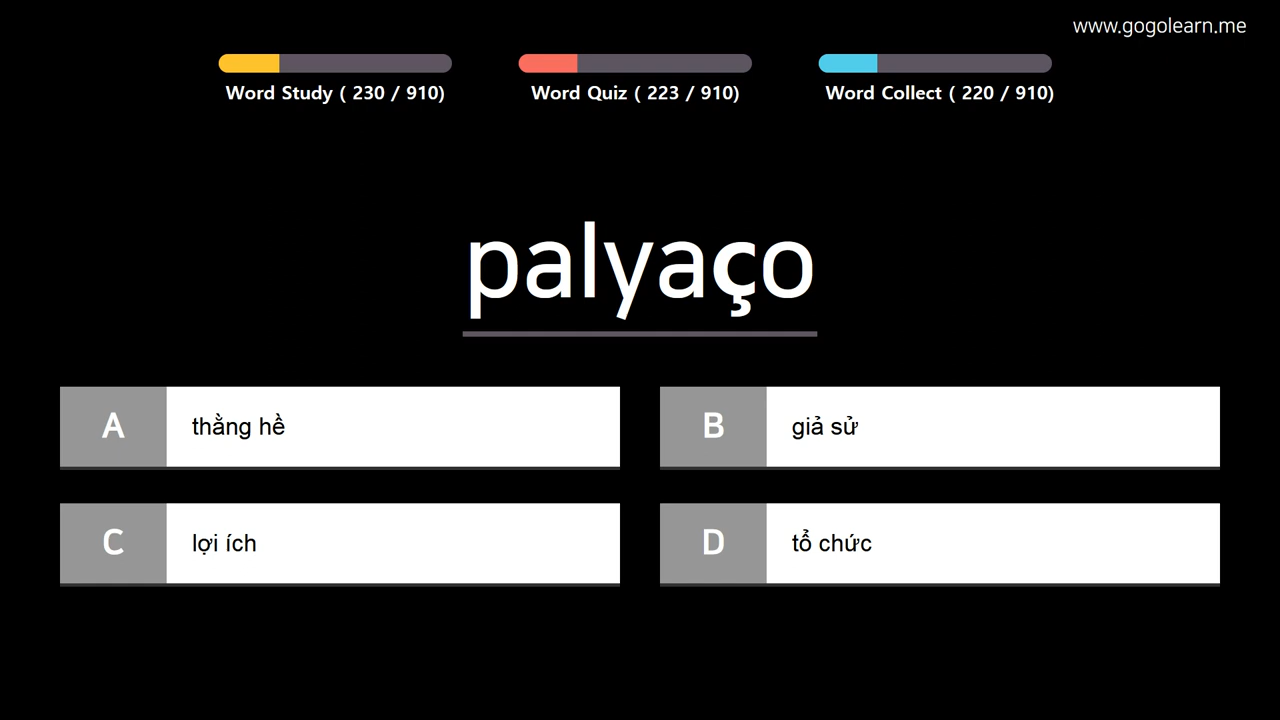 www.gogolearn.me
Word Study ( 230 / 910)
Word Quiz ( 223 / 910)
Word Collect ( 220 / 910)
palyaço
A thằng hề
B giả sử
C lợi ích
D tổ chức